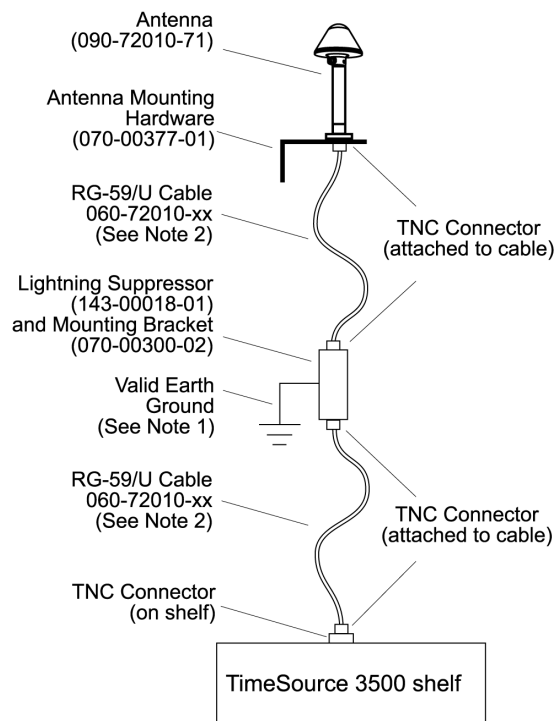 Antenna
(090-72010-71)
Antenna Mounting
Hardware
(070-00377-01)
RG-59/U Cable
060-72010-xx
(See Note 2)
TNC Connector
(attached to cable)
Lightning Suppressor
(143-00018-01)
and Mounting Bracket
(070-00300-02)
Valid Earth
Ground
(See Note 1)
RG-59/U Cable
060-72010-xx
(See Note 2)
TNC Connector
(attached to cable)
TNC Connector
(on shelf)
TimeSource 3500 shelf